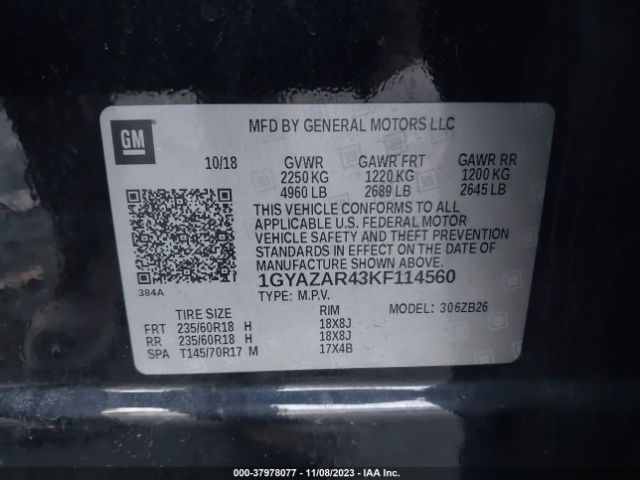 GM
MFD BY GENERAL MOTORS LLC
10/18 GVWR GAWR FRT GAWR RR
2250 KG 1220 KG 1200 KG
4960 LB 2689 LB 2645 LB
THIS VEHICLE CONFORMS TO ALL
APPLICABLE U.S. FEDERAL MOTOR
VEHICLE SAFETY AND THEFT PREVENTION
STANDARDS IN EFFECT ON THE DATE OF
MANUFACTURE SHOWN ABOVE.
384A
1GYAZAR43KF114560
TYPE: M.P.V.
TIRE SIZE RIM MODEL: 306ZB26
FRT 235/60R18 H 18X8J
RR 235/60R18 H 18X8J
SPA T145/70R17 M 17X4B
000-37978077 - 11/08/2023 - IAA Inc.